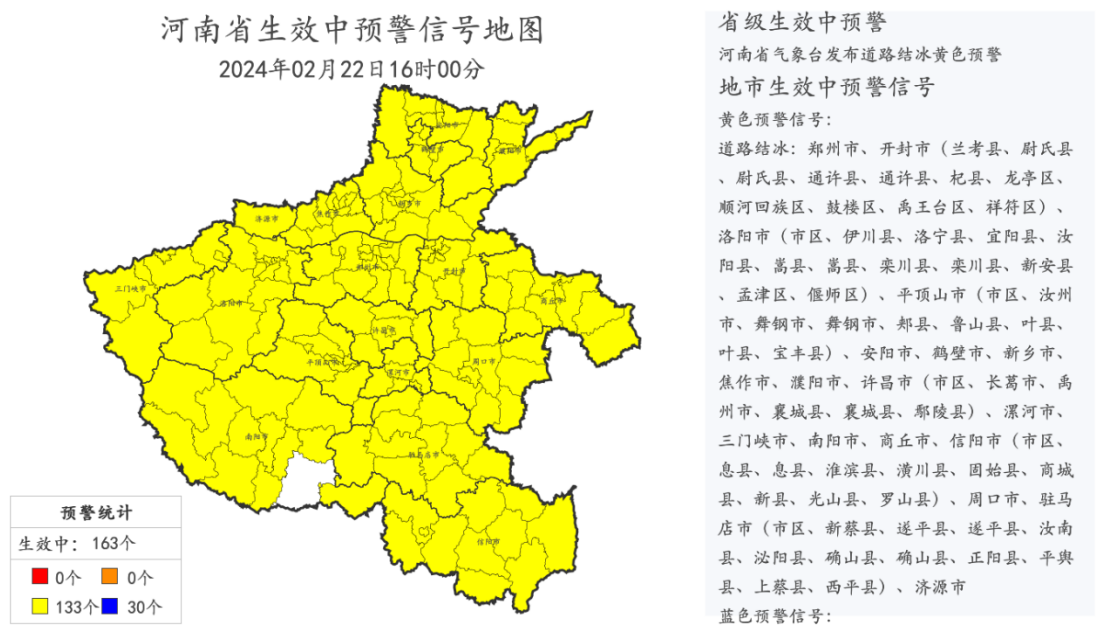 河南省生效中预警信号地图
2024年02月22日16时00分
安阳市
鹤壁市
濮阳市
新乡市
焦作市
济源市
三门峡市
洛阳市
郑州市
开封市
商丘市
许昌市
平顶山市
漯河市
周口市
南阳市
驻马店市
信阳市
预警统计
生效中: 163个
0个
0个
133个
30个
省级生效中预警
河南省气象台发布道路结冰黄色预警
地市生效中预警信号
黄色预警信号:
道路结冰: 郑州市、开封市（兰考县、尉氏县
、尉氏县、通许县、通许县、杞县、龙亭区、
顺河回族区、鼓楼区、禹王台区、祥符区）、
洛阳市（市区、伊川县、洛宁县、宜阳县、汝
阳县、嵩县、嵩县、栾川县、栾川县、新安县
、孟津区、偃师区）、平顶山市（市区、汝州
市、舞钢市、舞钢市、郏县、鲁山县、叶县、
叶县、宝丰县）、安阳市、鹤壁市、新乡市、
焦作市、濮阳市、许昌市（市区、长葛市、禹
州市、襄城县、襄城县、鄢陵县）、漯河市、
三门峡市、南阳市、商丘市、信阳市（市区、
息县、息县、淮滨县、潢川县、固始县、商城
县、新县、光山县、罗山县）、周口市、驻马
店市（市区、新蔡县、遂平县、遂平县、汝南
县、泌阳县、确山县、确山县、正阳县、平舆
县、上蔡县、西平县）、济源市
蓝色预警信号: